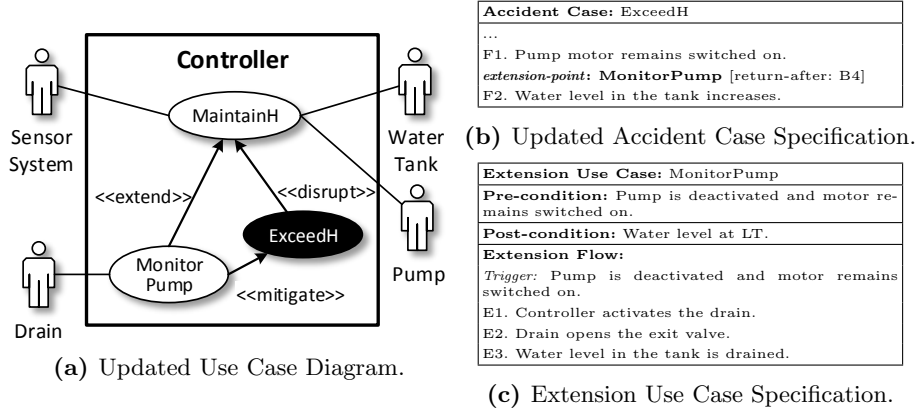 Controller
Sensor
System
MaintainH
Water
Tank
<<extend>>
<<disrupt>>
ExceedH
Monitor
Pump
<<mitigate>>
Drain
Pump
(a) Updated Use Case Diagram.
Accident Case: ExceedH
...
F1. Pump motor remains switched on.
extension-point: MonitorPump [return-after: B4]
F2. Water level in the tank increases.
(b) Updated Accident Case Specification.
Extension Use Case: MonitorPump
Pre-condition: Pump is deactivated and motor re-
mains switched on.
Post-condition: Water level at LT.
Extension Flow:
Trigger: Pump is deactivated and motor remains
switched on.
E1. Controller activates the drain.
E2. Drain opens the exit valve.
E3. Water level in the tank is drained.
(c) Extension Use Case Specification.